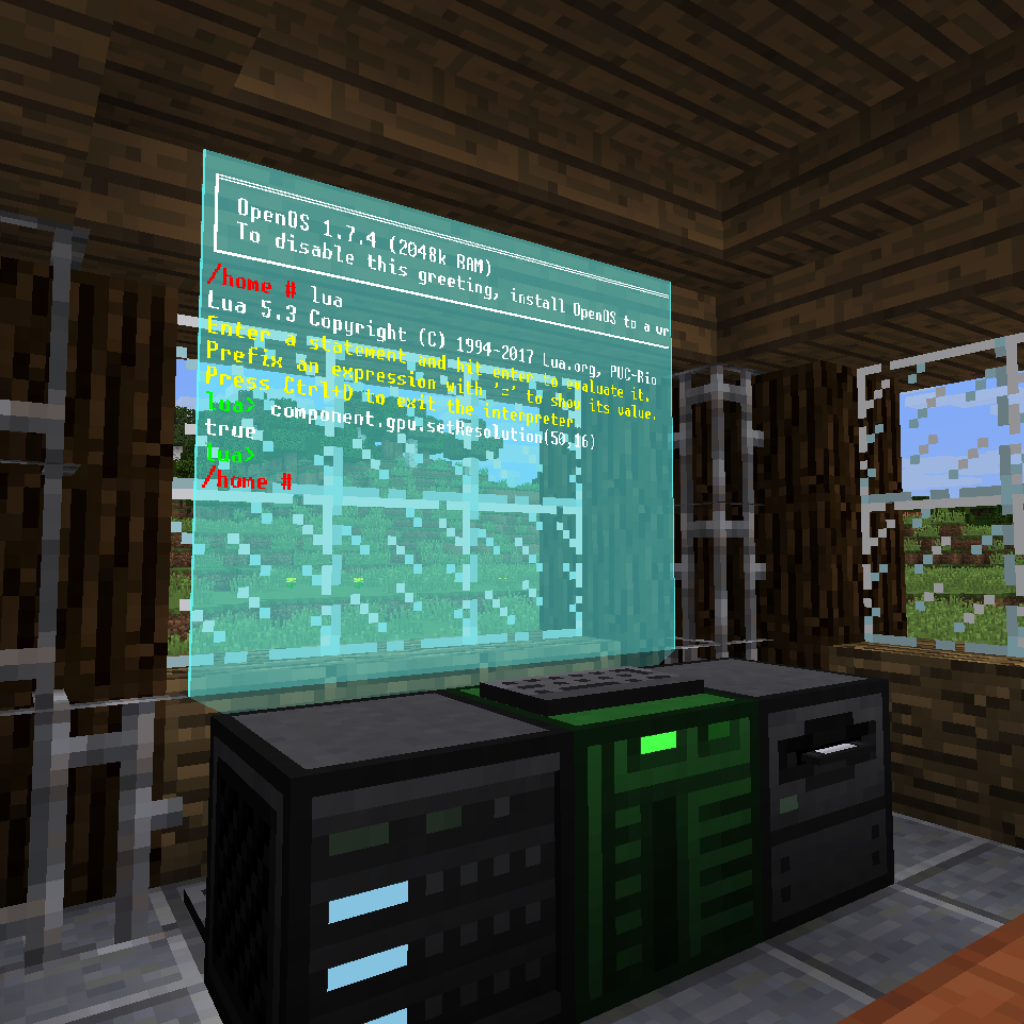 OpenOS 1.7.4 (2048k RAM)
To disable this greeting, install OpenOS to a wr
/home # lua
Lua 5.3 Copyright (C) 1994-2017 Lua.org, PUC-Rio
Enter a statement and hit enter to evaluate it.
Prefix an expression with '=' to show its value.
Press Ctrl+D to exit the interpreter
lua> component.gpu.setResolution(50,16)
true
lua>
/home #